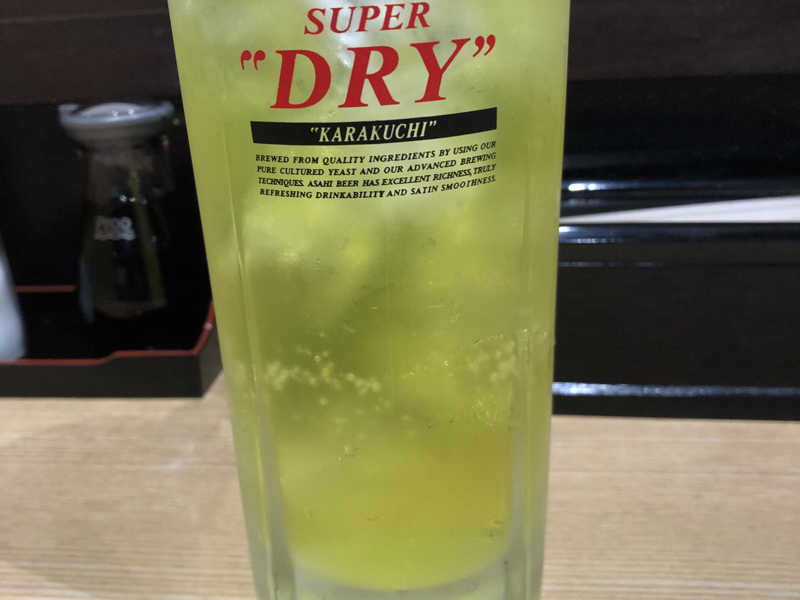 SUPER
"DRY"
"KARAKUCHI"
BREWED FROM QUALITY INGREDIENTS BY USING OUR
PURE CULTURED YEAST AND OUR ADVANCED BREWING
TECHNIQUES. ASAHI BEER HAS EXCELLENT RICHNESS, TRULY
REFRESHING DRINKABILITY AND SATIN SMOOTHNESS.